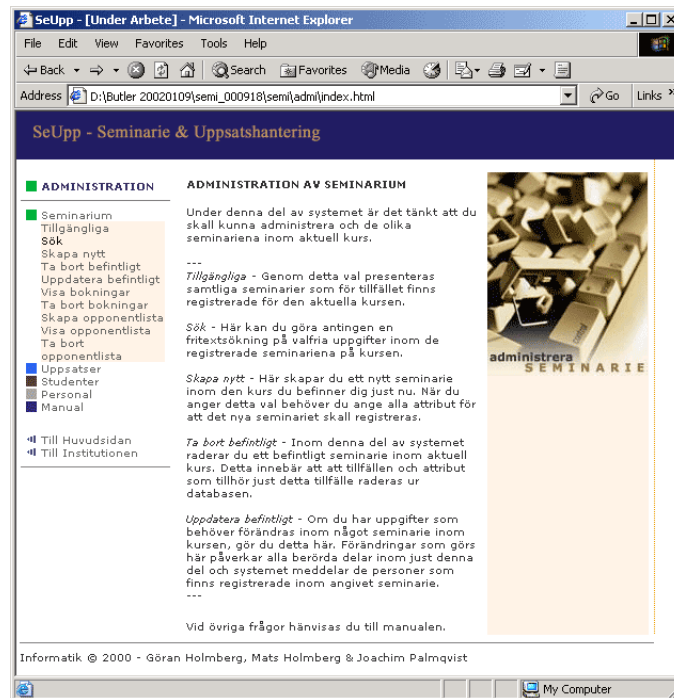 SeUpp - [Under Arbete] - Microsoft Internet Explorer
File Edit View Favorites Tools Help
Back Search Favorites Media
Address D:\Butler 20020109\semi_000918\semi\admi\index.html Go Links »
SeUpp - Seminarie & Uppsatshantering
ADMINISTRATION
Seminarium
Tillgängliga
Sök
Skapa nytt
Ta bort befintligt
Uppdatera befintligt
Visa bokningar
Ta bort bokningar
Skapa opponentlista
Visa opponentlista
Ta bort
opponentlista
Uppsatser
Studenter
Personal
Manual
Till Huvudsidan
Till Institutionen
ADMINISTRATION AV SEMINARIUM
Under denna del av systemet är det tänkt att du
skall kunna administrera och de olika
seminariena inom aktuell kurs.
---
Tillgängliga - Genom detta val presenteras
samtliga seminarier som för tillfället finns
registrerade för den aktuella kursen.
Sök - Här kan du göra antingen en
fritextsökning på valfria uppgifter inom de
registrerade seminariena på kursen.
Skapa nytt - Här skapar du ett nytt seminarie
inom den kurs du befinner dig just nu. När du
anger detta val behöver du ange alla attribut för
att det nya seminariet skall registreras.
Ta bort befintligt - Inom denna del av systemet
raderar du ett befintligt seminarie inom aktuell
kurs. Detta innebär att att tillfällen och attribut
som tillhör just detta tillfälle raderas ur
databasen.
Uppdatera befintligt - Om du har uppgifter som
behöver förändras inom något seminarie inom
kursen, gör du detta här. Förändringar som görs
här påverkar alla berörda delar inom just denna
del och systemet meddelar de personer som
finns registrerade inom angivet seminarie.
---
Vid övriga frågor hänvisas du till manualen.
control
administrera
SEMINARIE
Informatik © 2000 - Göran Holmberg, Mats Holmberg & Joachim Palmqvist
My Computer